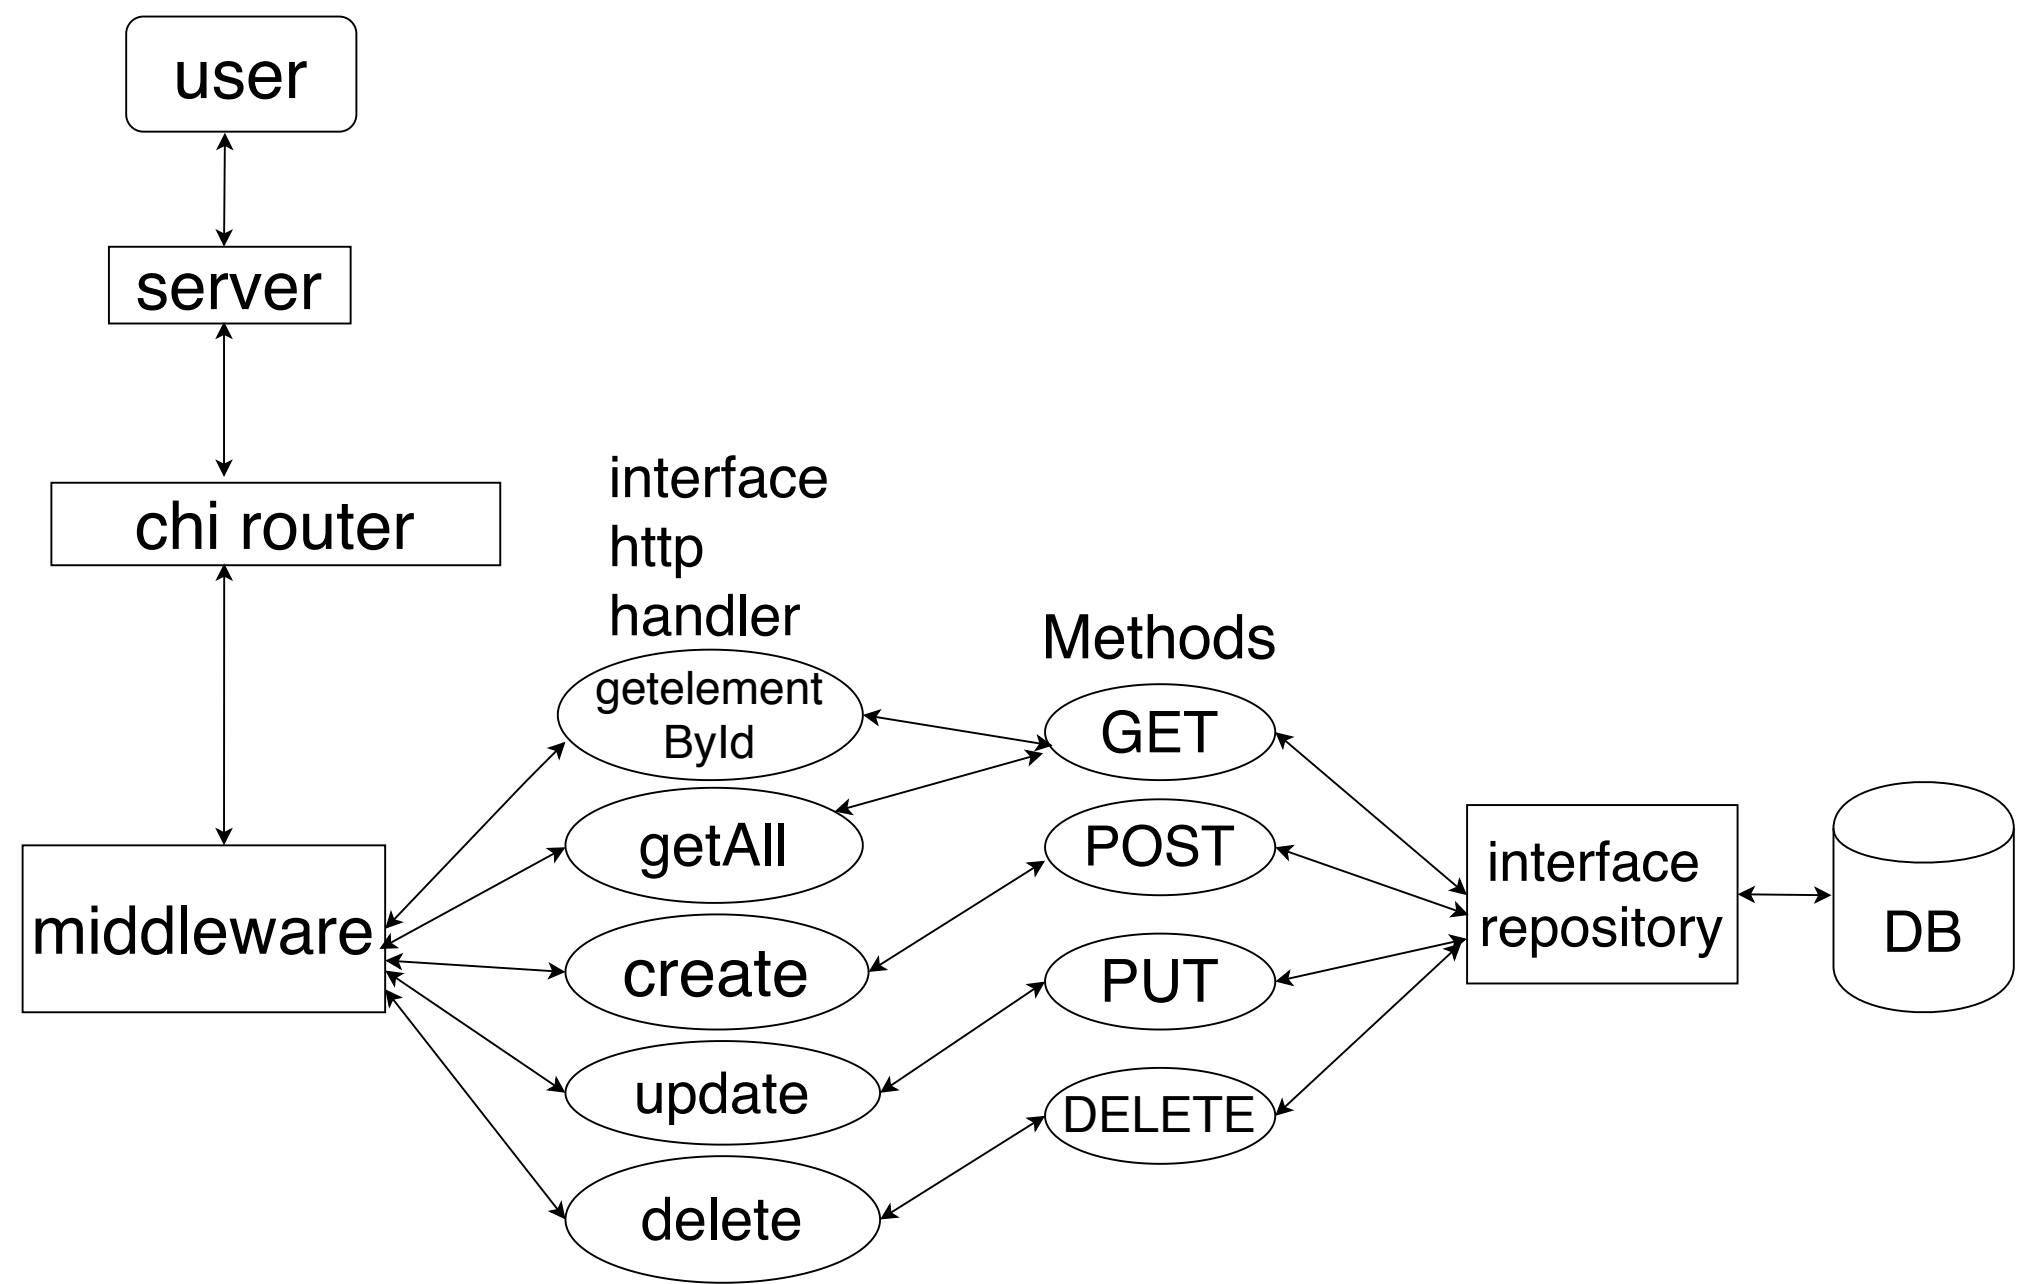 user
server
chi router
middleware
interface
http
handler
getelement
ById
getAll
create
update
delete
Methods
GET
POST
PUT
DELETE
interface
repository
DB